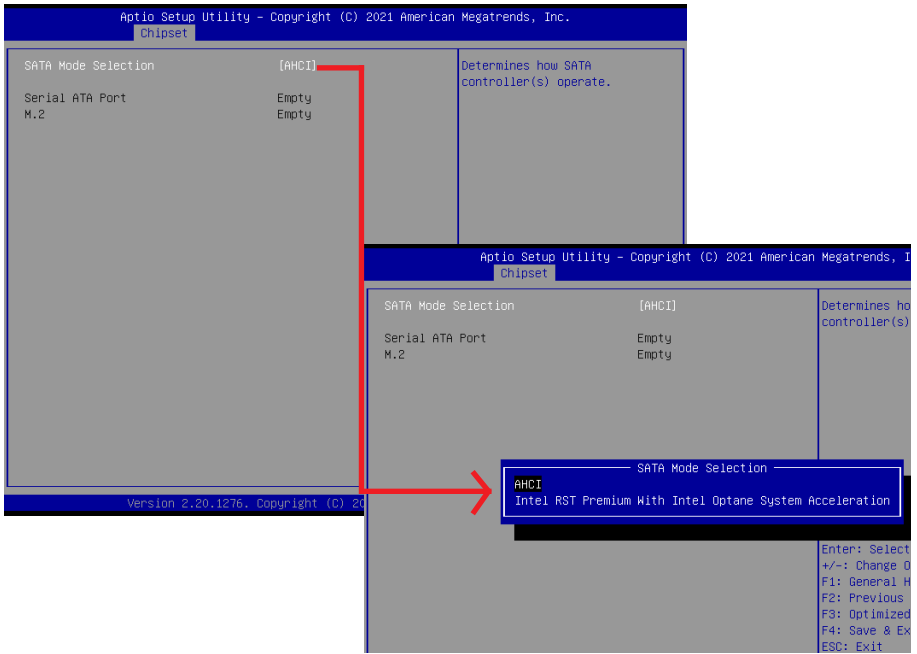 Aptio Setup Utility – Copyright (C) 2021 American Megatrends, Inc.
Chipset
SATA Mode Selection [AHCI]
Serial ATA Port Empty
M.2 Empty
Determines how SATA
controller(s) operate.
Version 2.20.1276. Copyright (C) 20
Aptio Setup Utility – Copyright (C) 2021 American Megatrends, I
Chipset
SATA Mode Selection [AHCI]
Serial ATA Port Empty
M.2 Empty
Determines ho
controller(s)
SATA Mode Selection
AHCI
Intel RST Premium With Intel Optane System Acceleration
Enter: Select
+/-: Change O
F1: General H
F2: Previous
F3: Optimized
F4: Save & Ex
ESC: Exit